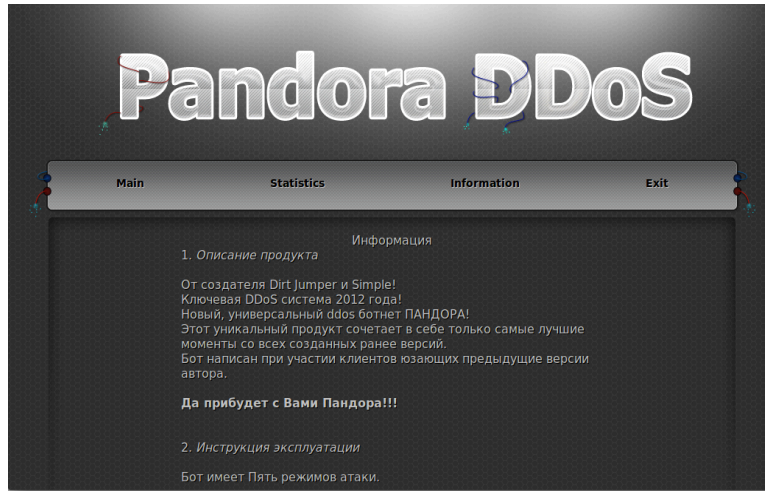 Pandora DDoS
Main Statistics Information Exit
Информация
1. Описание продукта
От создателя Dirt Jumper и Simple!
Ключевая DDoS система 2012 года!
Новый, универсальный ddos ботнет ПАНДОРА!
Этот уникальный продукт сочетает в себе только самые лучшие
моменты со всех созданных ранее версий.
Бот написан при участии клиентов юзающих предыдущие версии
автора.
Да прибудет с Вами Пандора!!!
2. Инструкция эксплуатации
Бот имеет Пять режимов атаки.